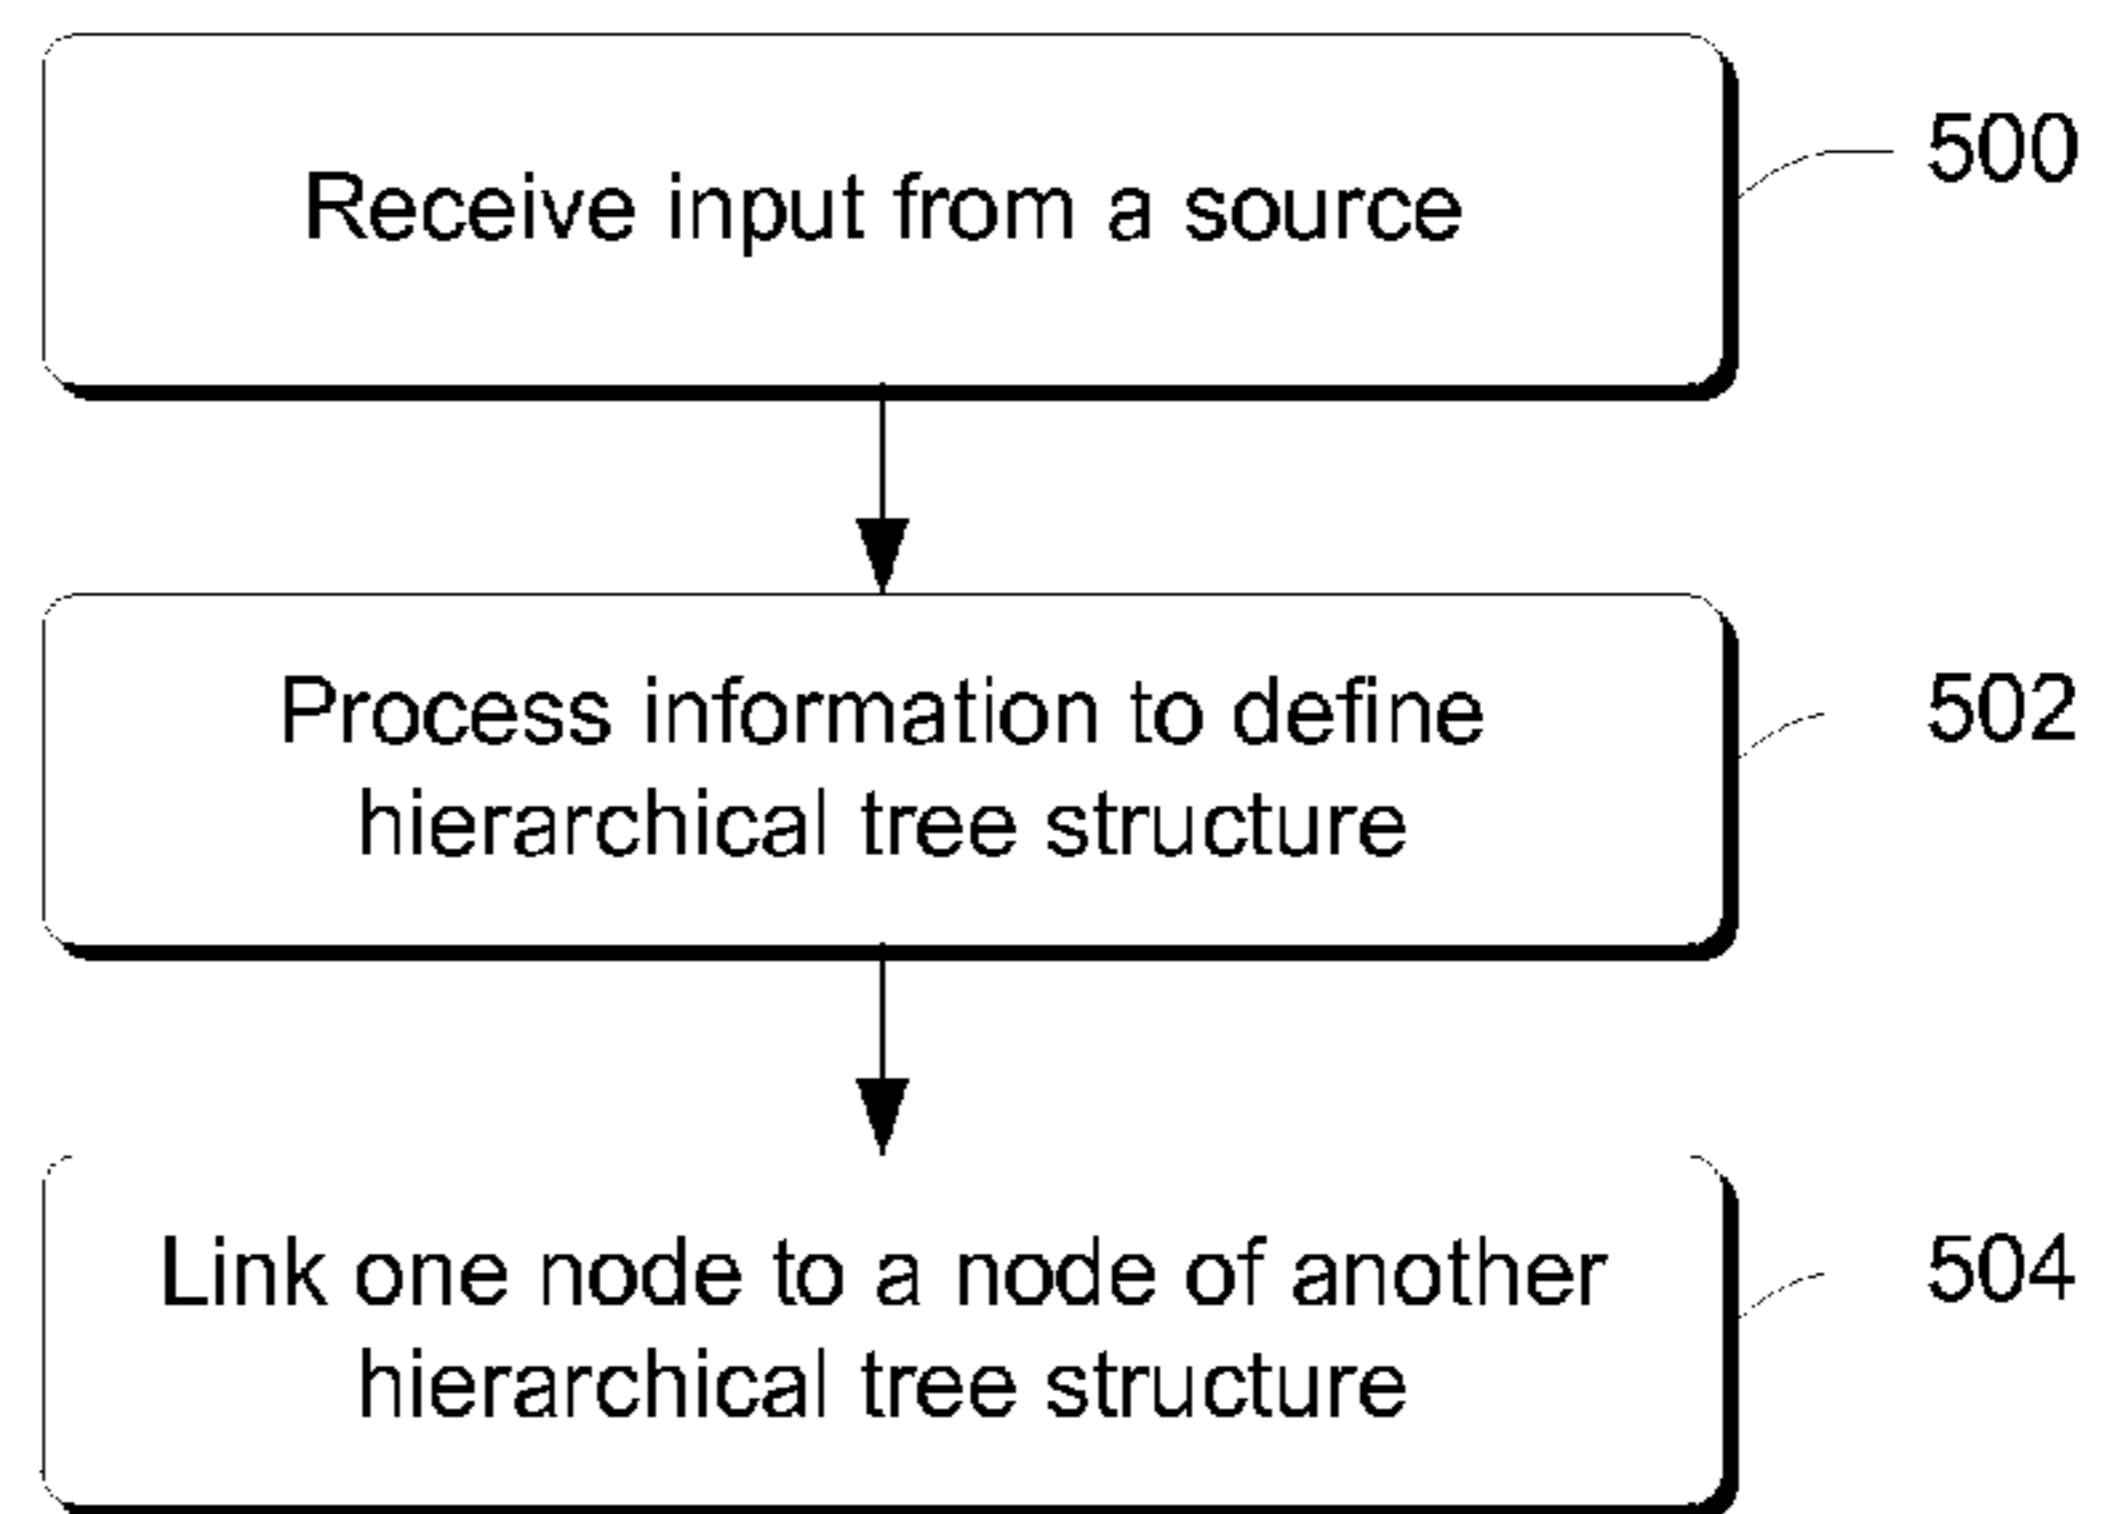 Receive input from a source
500
Process information to define
hierarchical tree structure
502
Link one node to a node of another
hierarchical tree structure
504